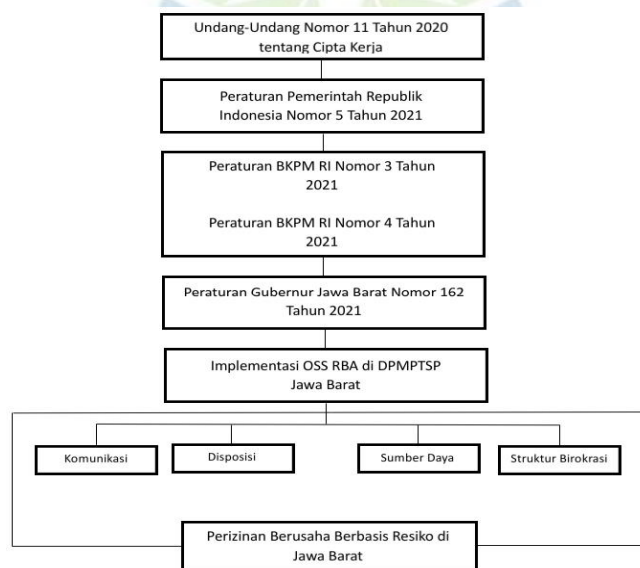 Undang-Undang Nomor 11 Tahun 2020
tentang Cipta Kerja
Peraturan Pemerintah Republik
Indonesia Nomor 5 Tahun 2021
Peraturan BKPM RI Nomor 3 Tahun
2021
Peraturan BKPM RI Nomor 4 Tahun
2021
Peraturan Gubernur Jawa Barat Nomor 162
Tahun 2021
Implementasi OSS RBA di DPMPTSP
Jawa Barat
Komunikasi
Disposisi
Sumber Daya
Struktur Birokrasi
Perizinan Berusaha Berbasis Resiko di
Jawa Barat